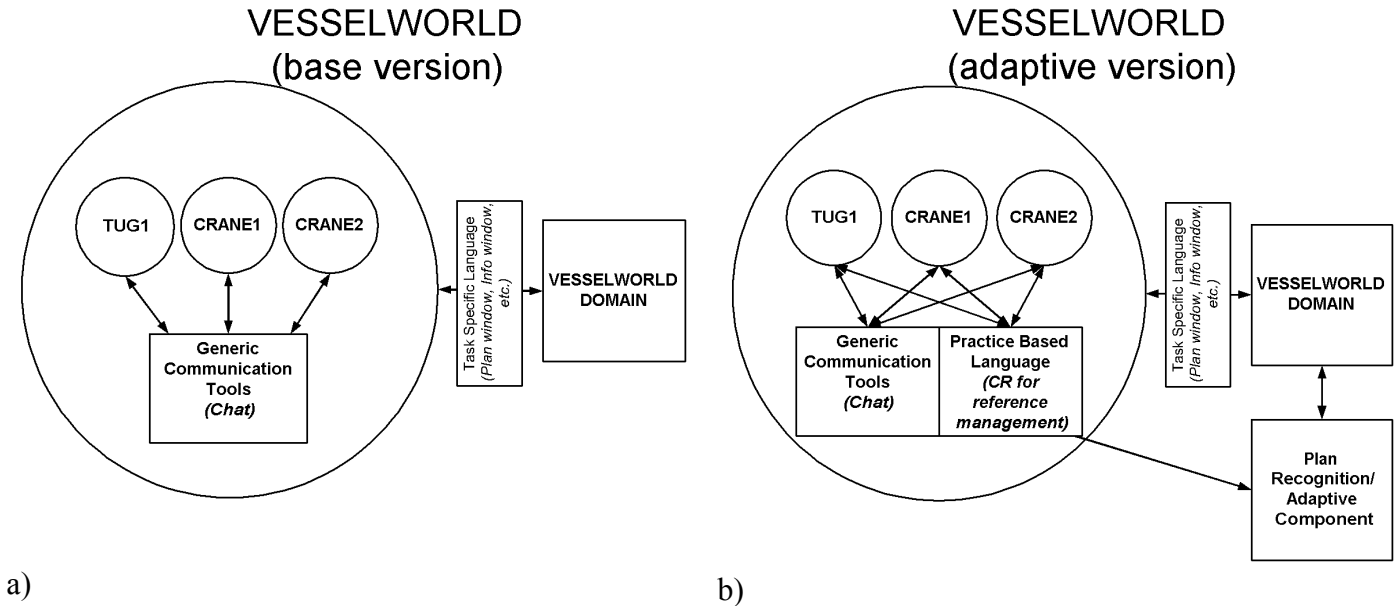 VESSELWORLD
(base version)
TUG1
CRANE1
CRANE2
Generic
Communication
Tools
(Chat)
Task Specific Language
(Plan window, Info window,
etc.)
VESSELWORLD
DOMAIN
a)
VESSELWORLD
(adaptive version)
TUG1
CRANE1
CRANE2
Generic
Communication
Tools
(Chat)
Practice Based
Language
(CR for
reference
management)
Task Specific Language
(Plan window, Info window,
etc.)
VESSELWORLD
DOMAIN
Plan
Recognition/
Adaptive
Component
b)